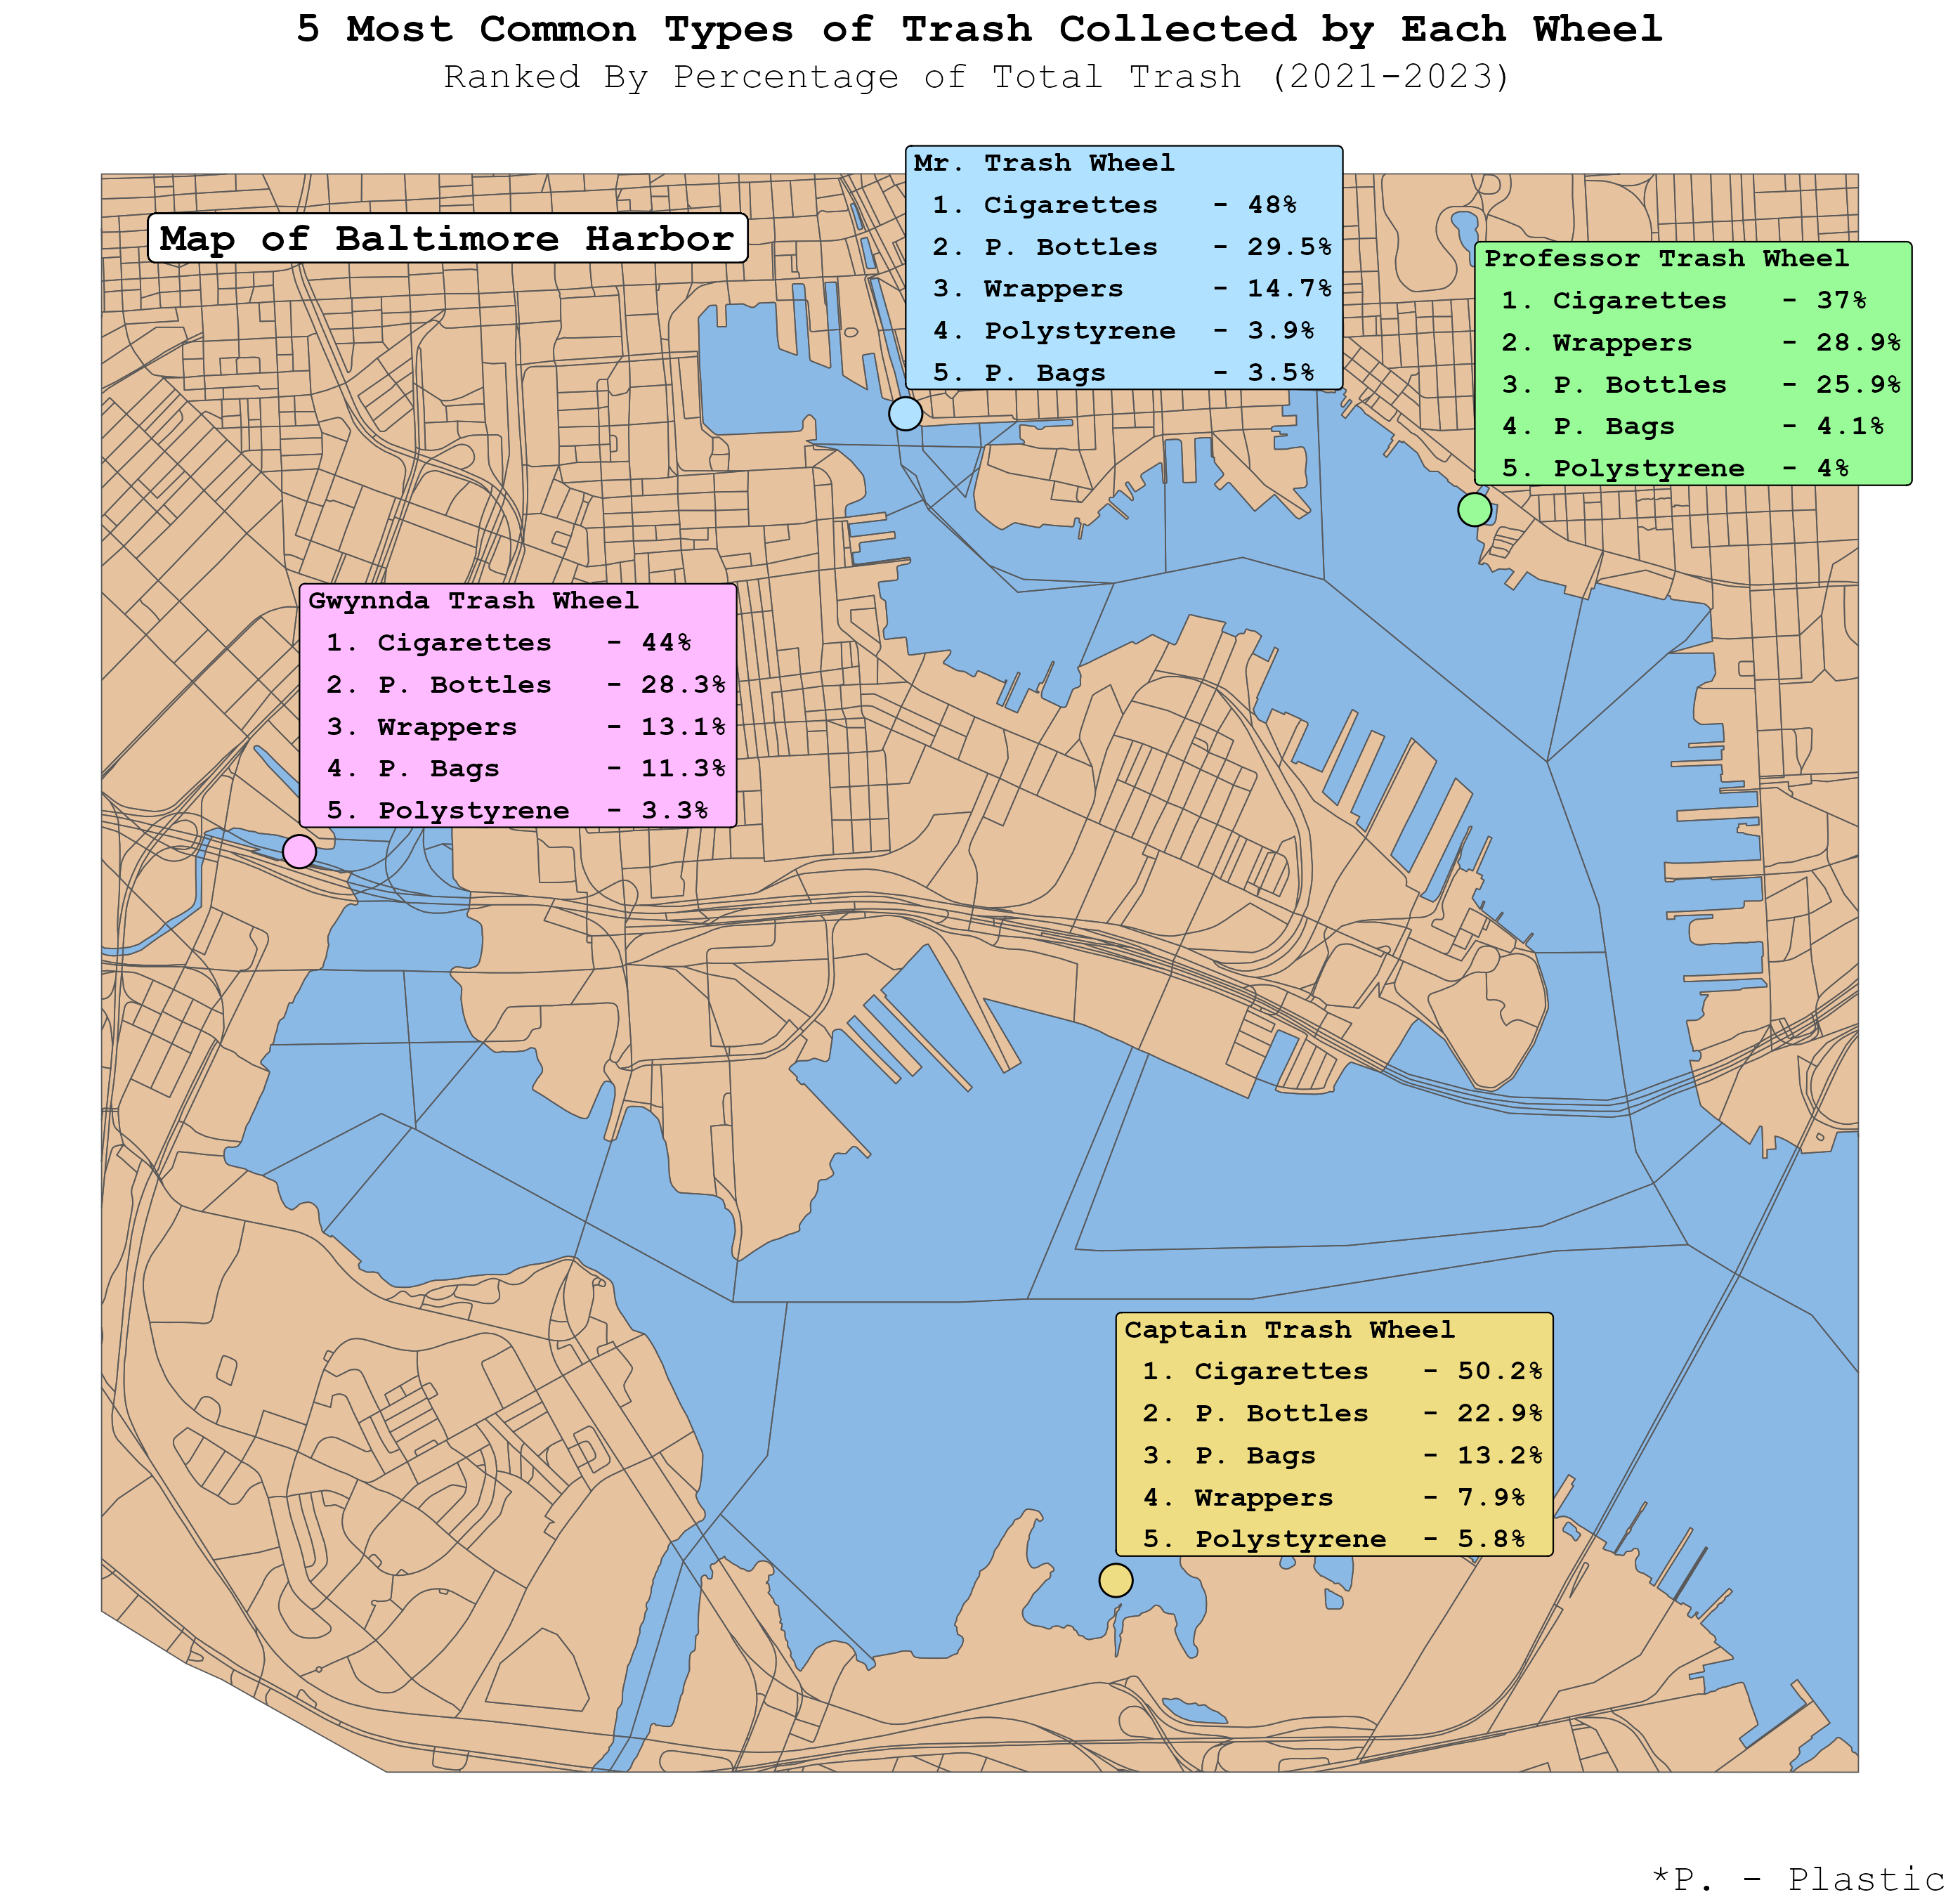 5 Most Common Types of Trash Collected by Each Wheel
Ranked By Percentage of Total Trash (2021-2023)
Map of Baltimore Harbor
Mr. Trash Wheel
1. Cigarettes - 48%
2. P. Bottles - 29.5%
3. Wrappers - 14.7%
4. Polystyrene - 3.9%
5. P. Bags - 3.5%
Professor Trash Wheel
1. Cigarettes - 37%
2. Wrappers - 28.9%
3. P. Bottles - 25.9%
4. P. Bags - 4.1%
5. Polystyrene - 4%
Gwynnda Trash Wheel
1. Cigarettes - 44%
2. P. Bottles - 28.3%
3. Wrappers - 13.1%
4. P. Bags - 11.3%
5. Polystyrene - 3.3%
Captain Trash Wheel
1. Cigarettes - 50.2%
2. P. Bottles - 22.9%
3. P. Bags - 13.2%
4. Wrappers - 7.9%
5. Polystyrene - 5.8%
*P. - Plastic